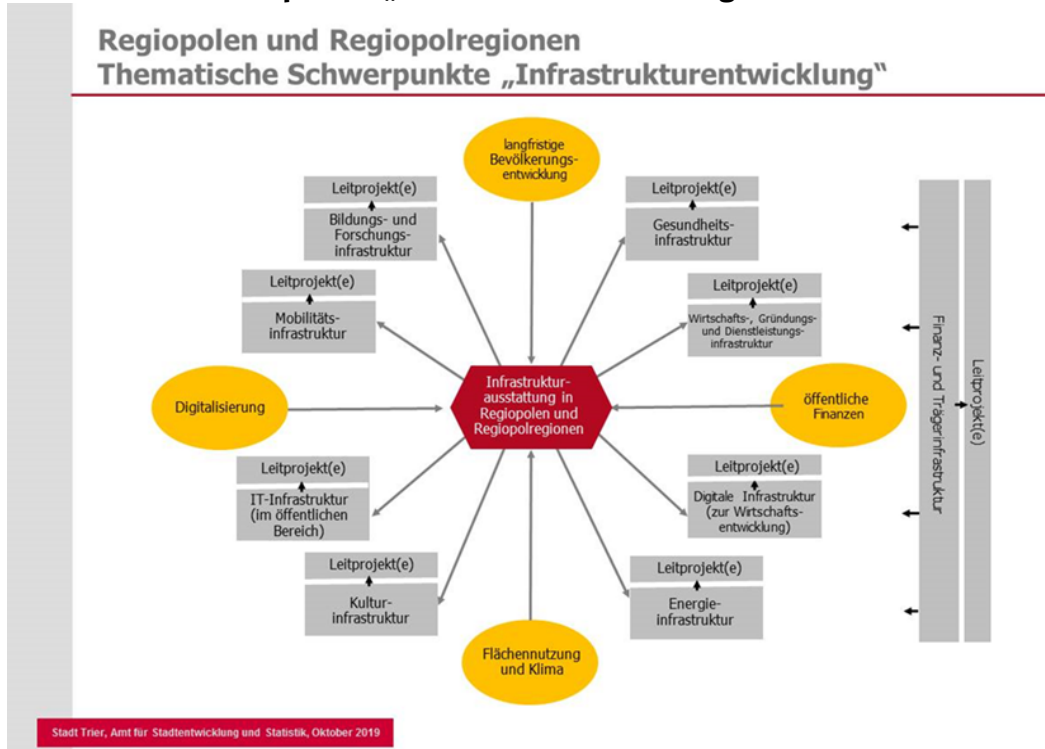 Regiopolen und Regiopolregionen
Thematische Schwerpunkte „Infrastrukturentwicklung“
langfristige
Bevölkerungs-
entwicklung
Leitprojekt(e)
Bildungs- und
Forschungs-
infrastruktur
Leitprojekt(e)
Gesundheits-
infrastruktur
Leitprojekt(e)
Mobilitäts-
infrastruktur
Leitprojekt(e)
Wirtschafts-, Gründungs-
und Dienstleistungs-
infrastruktur
Digitalisierung
Infrastruktur-
ausstattung in
Regiopolen und
Regiopolregionen
öffentliche
Finanzen
Leitprojekt(e)
IT-Infrastruktur
(im öffentlichen
Bereich)
Leitprojekt(e)
Digitale Infrastruktur
(zur Wirtschafts-
entwicklung)
Leitprojekt(e)
Kultur-
infrastruktur
Leitprojekt(e)
Energie-
infrastruktur
Flächennutzung
und Klima
Finanz- und Trägerinfrastruktur
Leitprojekt(e)
Stadt Trier, Amt für Stadtentwicklung und Statistik, Oktober 2019